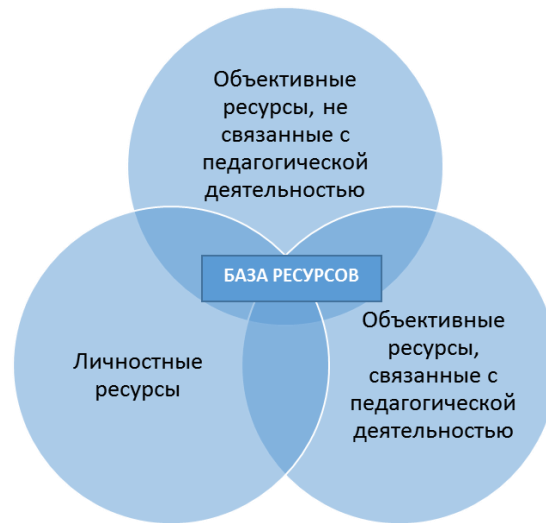 Объективные
ресурсы, не
связанные с
педагогической
деятельностью
БАЗА РЕСУРСОВ
Личностные
ресурсы
Объективные
ресурсы,
связанные с
педагогической
деятельностью